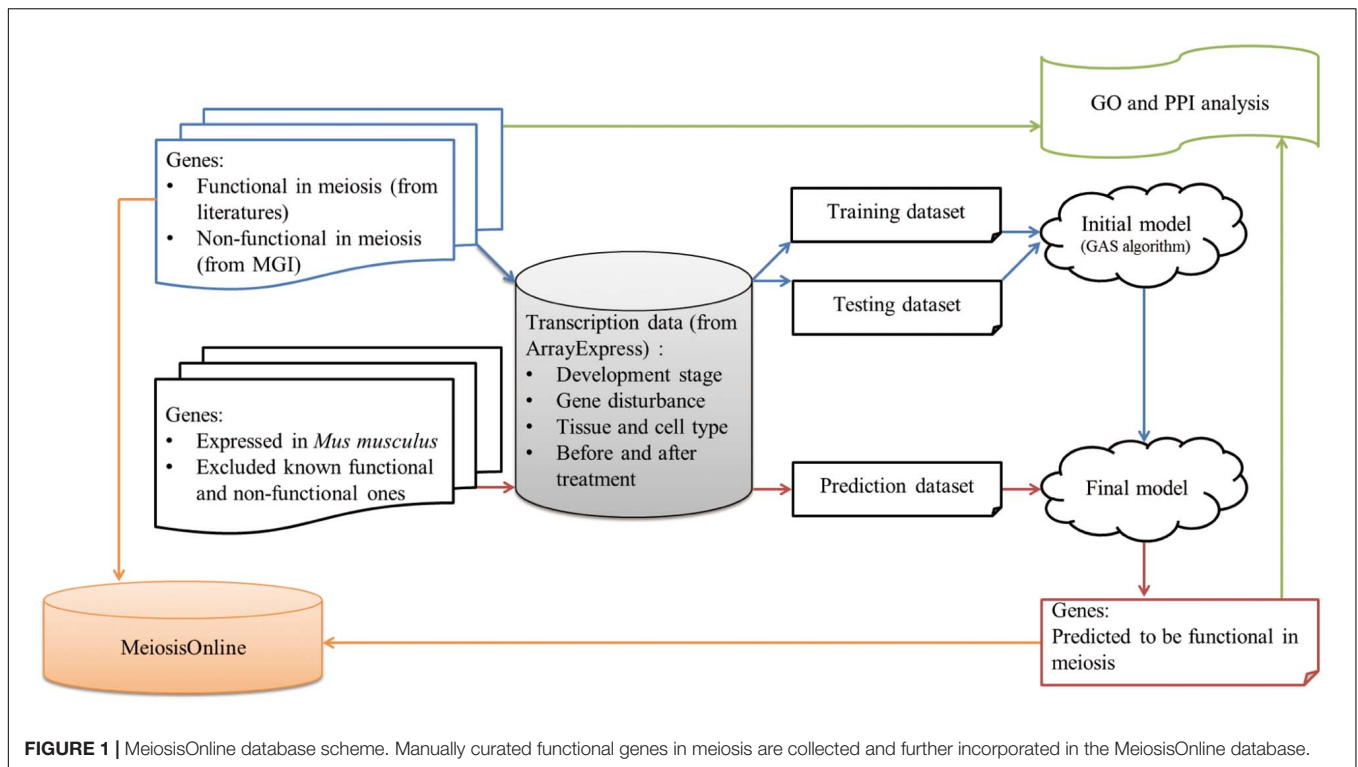 GO and PPI analysis
Genes:
• Functional in meiosis (from
literatures)
• Non-functional in meiosis
(from MGI)
Training dataset
Testing dataset
Initial model
(GAS algorithm)
Transcription data (from
ArrayExpress) :
• Development stage
• Gene disturbance
• Tissue and cell type
• Before and after
treatment
Genes:
• Expressed in Mus musculus
• Excluded known functional
and non-functional ones
Prediction dataset
Final model
Genes:
Predicted to be functional in
meiosis
MeiosisOnline
FIGURE 1 | MeiosisOnline database scheme. Manually curated functional genes in meiosis are collected and further incorporated in the MeiosisOnline database.